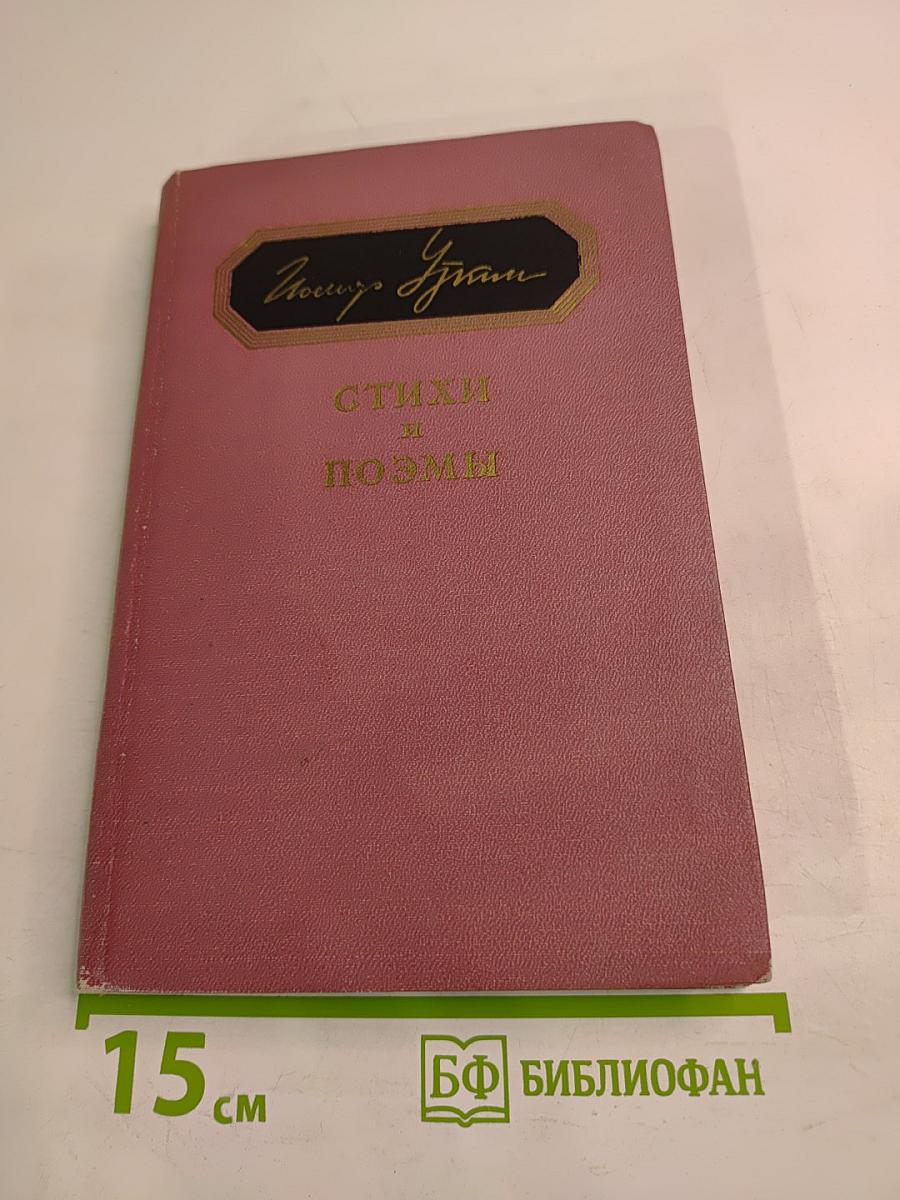 Иосиф Уткин
СТИХИ
и
ПОЭМЫ
15 см
БФ БИБЛИОФАН